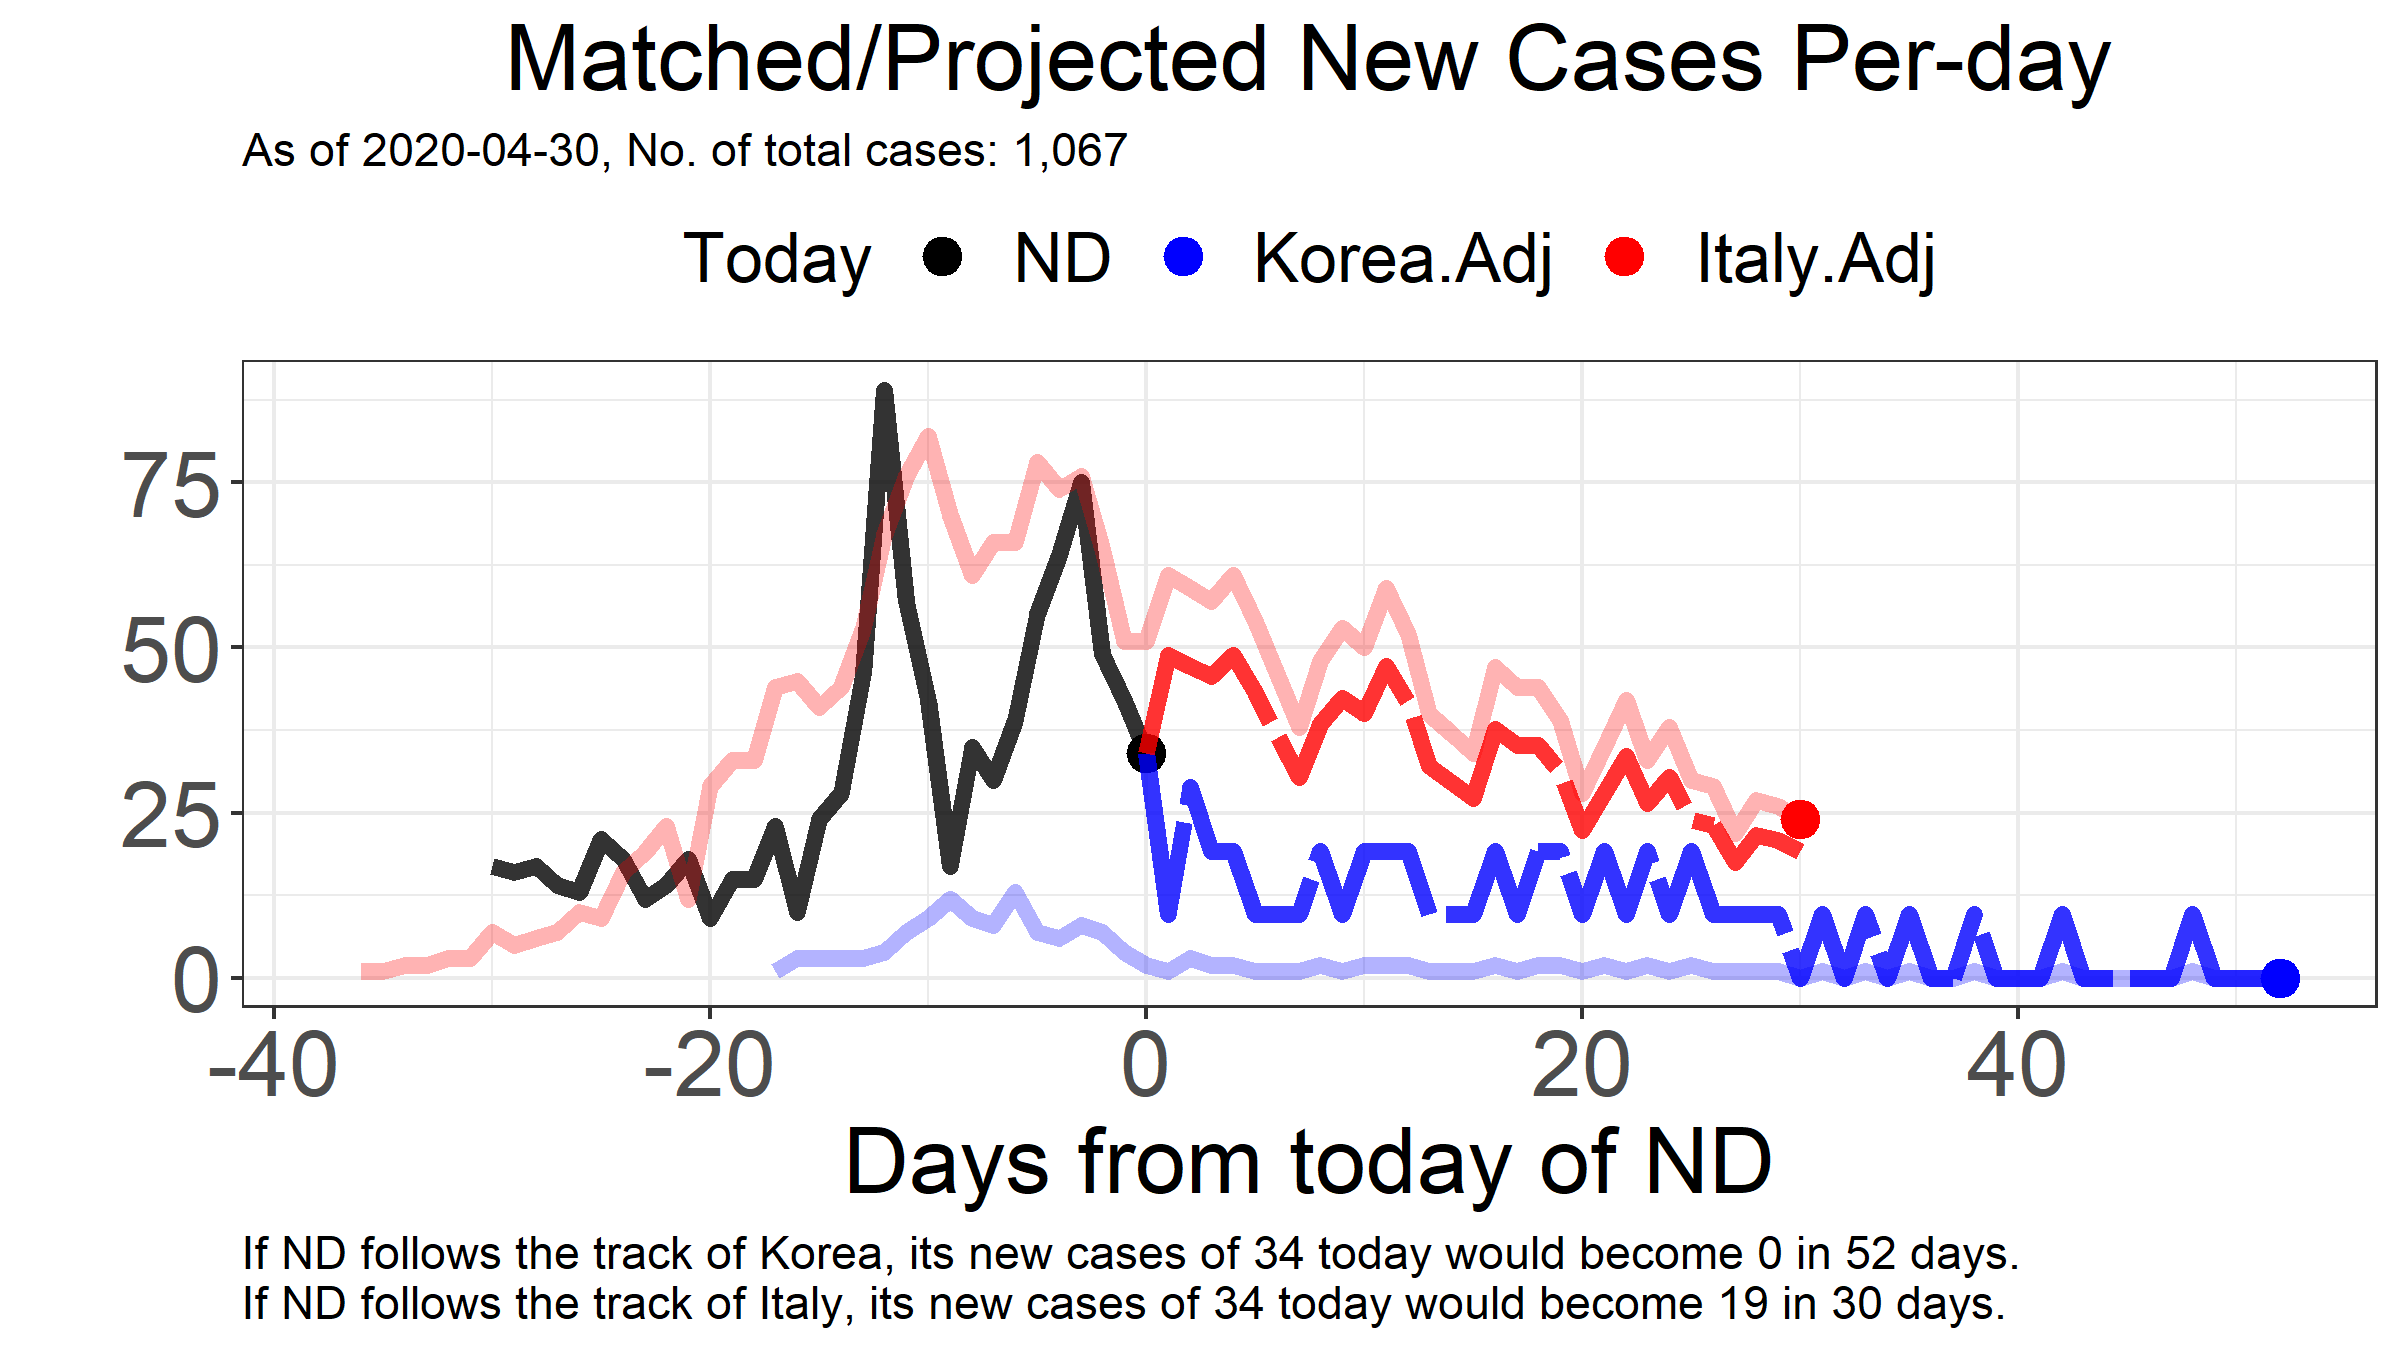 Matched/Projected New Cases Per-day
As of 2020-04-30, No. of total cases: 1,067
Today ND Korea.Adj Italy.Adj
75
50
25
0
-40 -20 0 20 40
Days from today of ND
If ND follows the track of Korea, its new cases of 34 today would become 0 in 52 days.
If ND follows the track of Italy, its new cases of 34 today would become 19 in 30 days.